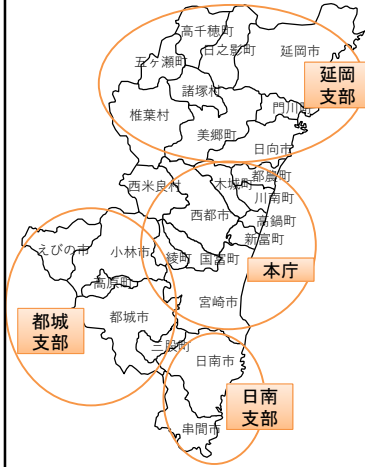 高千穂町
日之影町
延岡市
五ヶ瀬町
延岡
支部
諸塚村
門川町
椎葉村
美郷町
日向市
西米良村
木城町
都農町
川南町
西都市
高鍋町
新富町
えびの市
小林市
綾町
国富町
本庁
高原町
宮崎市
都城市
都城
支部
三股町
日南市
日南
支部
串間市